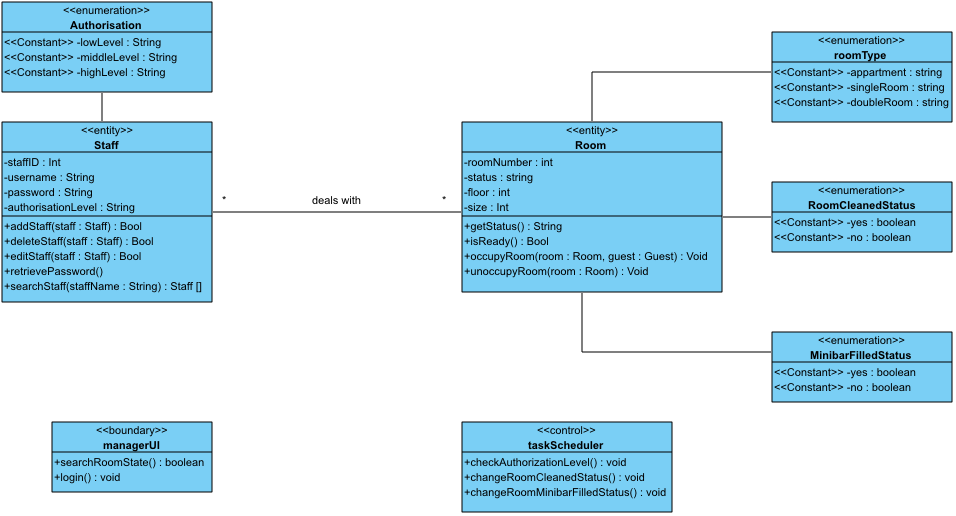 <<enumeration>>
Authorisation
<<Constant>> -lowLevel : String
<<Constant>> -middleLevel : String
<<Constant>> -highLevel : String
<<enumeration>>
roomType
<<Constant>> -appartment : string
<<Constant>> -singleRoom : string
<<Constant>> -doubleRoom : string
<<entity>>
Staff
-staffID : Int
-username : String
-password : String
-authorisationLevel : String
+addStaff(staff : Staff) : Bool
+deleteStaff(staff : Staff) : Bool
+editStaff(staff : Staff) : Bool
+retrievePassword()
+searchStaff(staffName : String) : Staff []
* deals with *
<<entity>>
Room
-roomNumber : int
-status : string
-floor : int
-size : Int
+getStatus() : String
+isReady() : Bool
+occupyRoom(room : Room, guest : Guest) : Void
+unoccupyRoom(room : Room) : Void
<<enumeration>>
RoomCleanedStatus
<<Constant>> -yes : boolean
<<Constant>> -no : boolean
<<enumeration>>
MinibarFilledStatus
<<Constant>> -yes : boolean
<<Constant>> -no : boolean
<<boundary>>
managerUI
+searchRoomState() : boolean
+login() : void
<<control>>
taskScheduler
+checkAuthorizationLevel() : void
+changeRoomCleanedStatus() : void
+changeRoomMinibarFilledStatus() : void